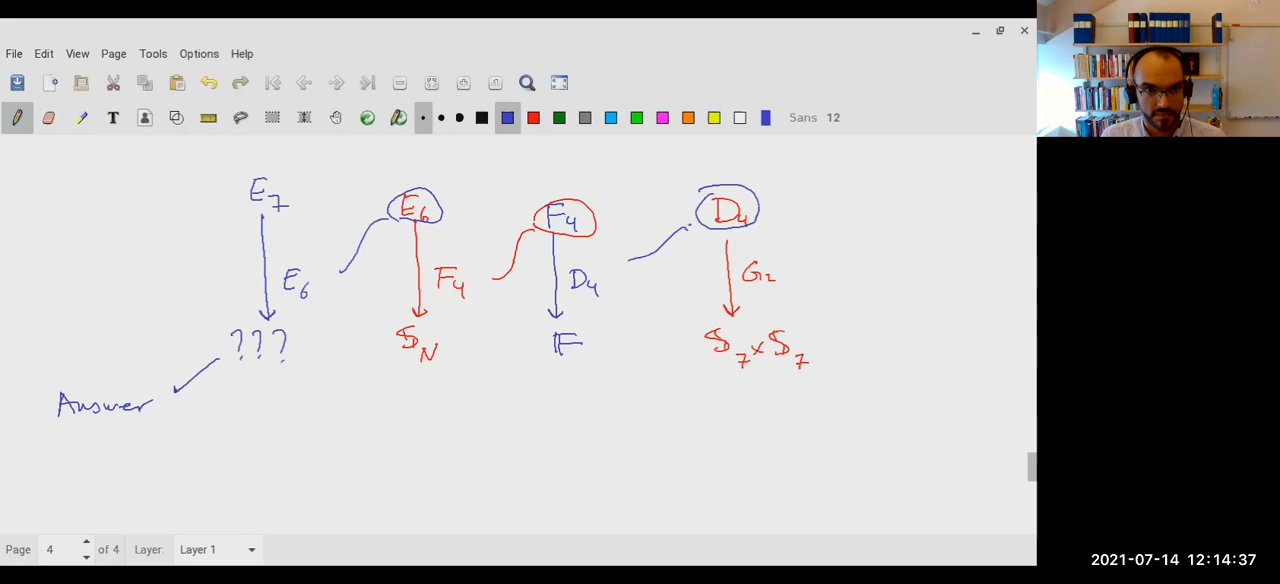 File Edit View Page Tools Options Help
Sans 12
E₇ E₆ F₄ D₄
E₆ F₄ D₄ G₂
??? 𝕊_N 𝔽 𝕊₇ × 𝕊₇
Answer
Page 4 of 4 Layer: Layer 1
2021-07-14 12:14:37